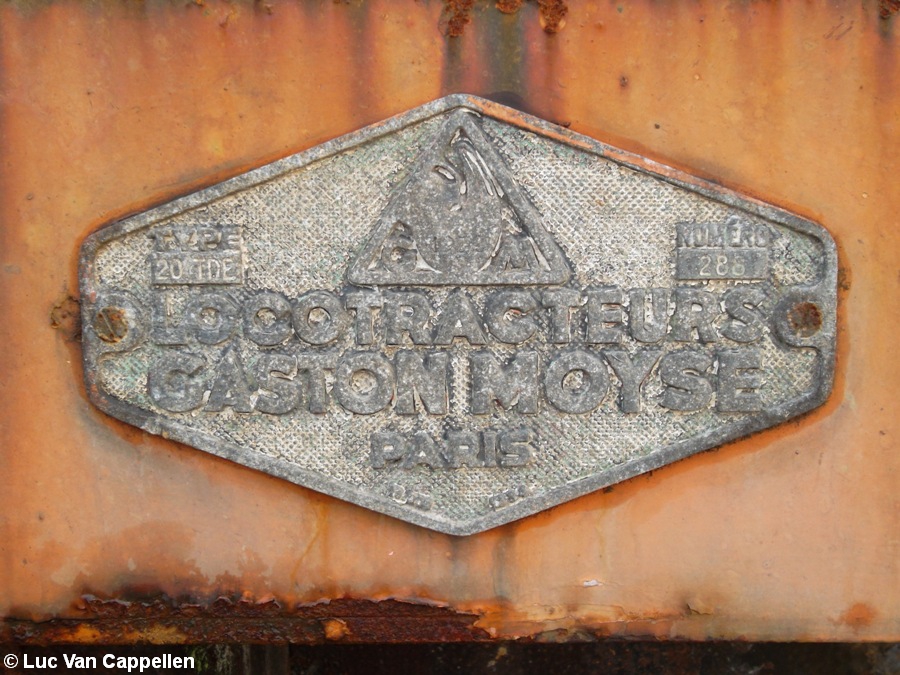 TYPE
20 TDE
NUMÉRO
288
LOCOTRACTEURS
GASTON MOYSE
PARIS
© Luc Van Cappellen